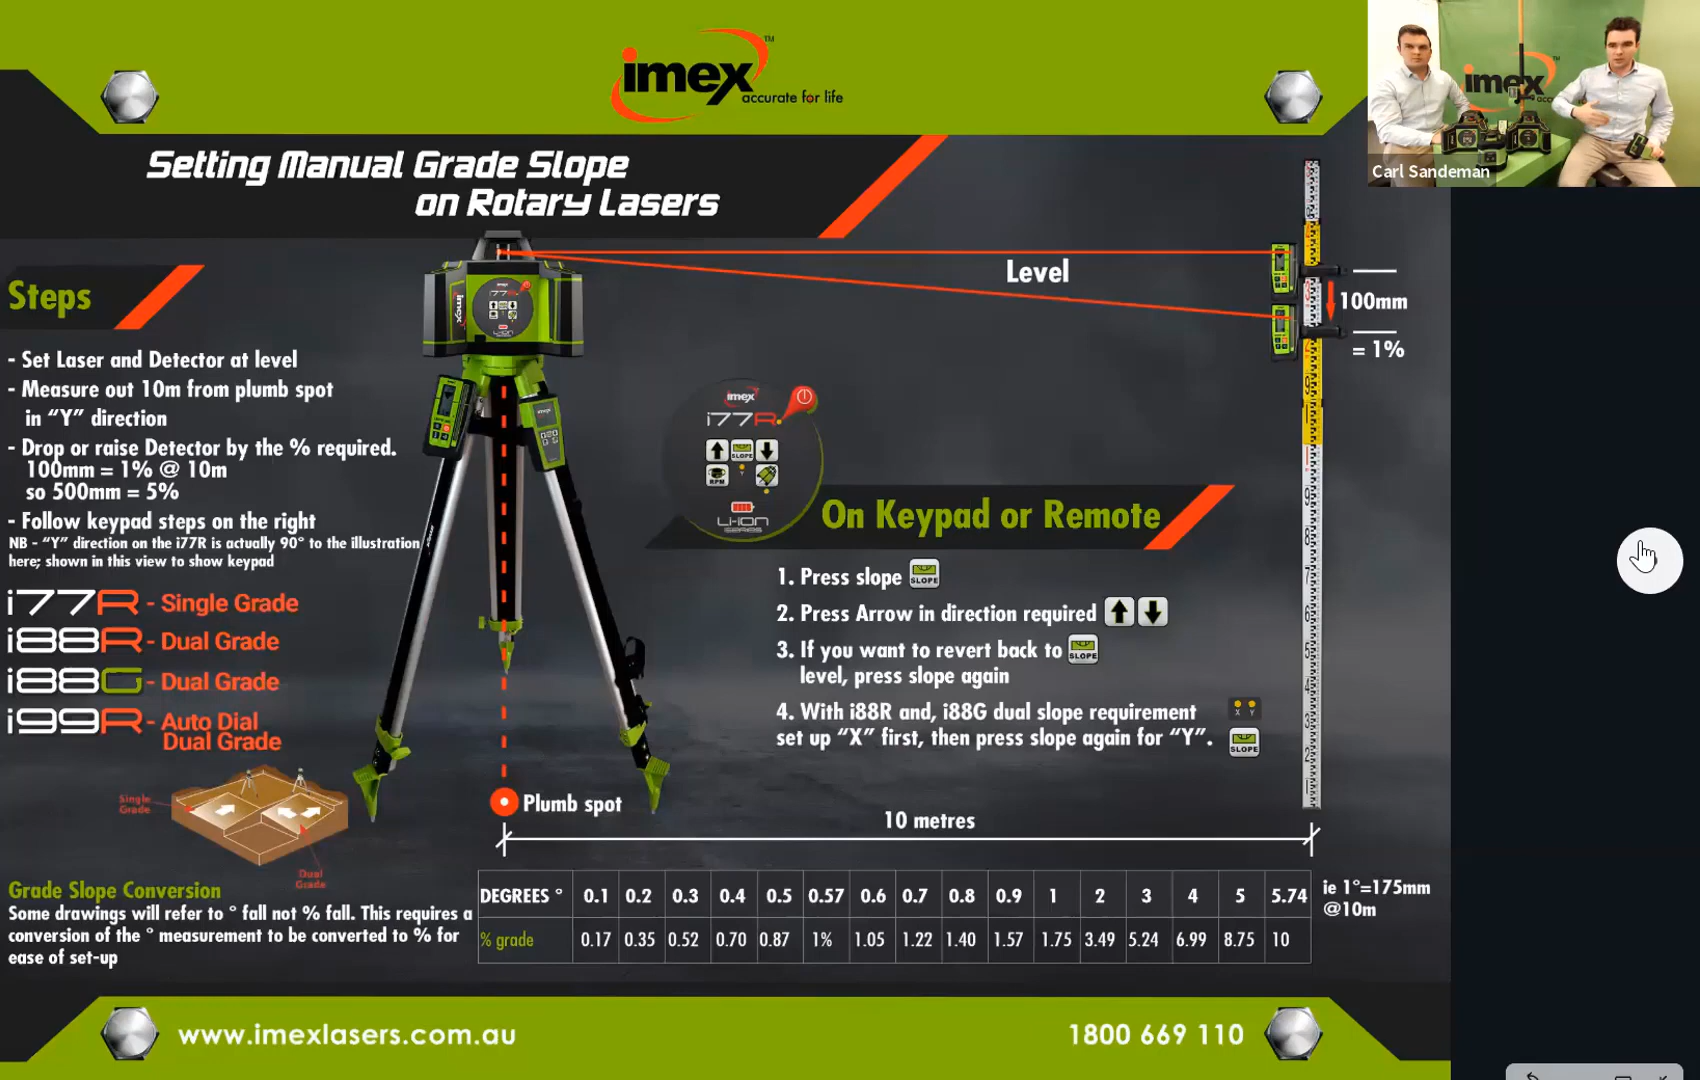 imex™
accurate for life
Setting Manual Grade Slope
on Rotary Lasers
imex
Carl Sandeman
Steps
- Set Laser and Detector at level
- Measure out 10m from plumb spot
in “Y” direction
- Drop or raise Detector by the % required.
100mm = 1% @ 10m
so 500mm = 5%
- Follow keypad steps on the right
NB - “Y” direction on the i77R is actually 90° to the illustration
here; shown in this view to show keypad
i77R - Single Grade
i88R - Dual Grade
i88G - Dual Grade
i99R - Auto Dial
Dual Grade
Single
Grade
Dual
Grade
imex
Level
100mm
= 1%
imex
i77R
SLOPE
RPM
Y
LI-ION
SERIES
On Keypad or Remote
1. Press slope SLOPE
2. Press Arrow in direction required
3. If you want to revert back to SLOPE
level, press slope again
4. With i88R and, i88G dual slope requirement X Y
set up “X” first, then press slope again for “Y”. SLOPE
Plumb spot
10 metres
Grade Slope Conversion
Some drawings will refer to ° fall not % fall. This requires a
conversion of the ° measurement to be converted to % for
ease of set-up
DEGREES ° 0.1 0.2 0.3 0.4 0.5 0.57 0.6 0.7 0.8 0.9 1 2 3 4 5 5.74
% grade 0.17 0.35 0.52 0.70 0.87 1% 1.05 1.22 1.40 1.57 1.75 3.49 5.24 6.99 8.75 10
ie 1°=175mm
@10m
www.imexlasers.com.au
1800 669 110